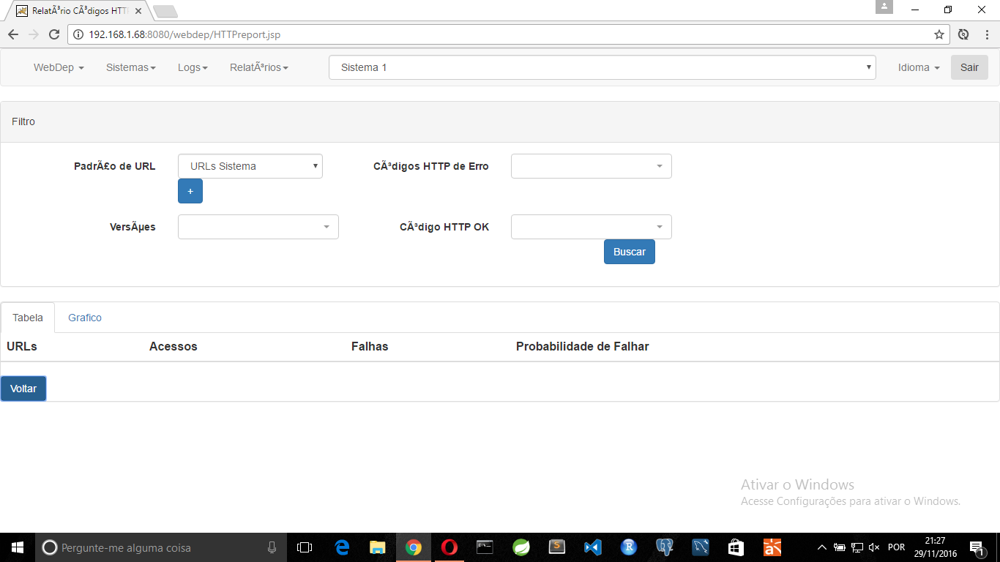 RelatÃ³rio CÃ³digos HTT
192.168.1.68:8080/webdep/HTTPreport.jsp
WebDep Sistemas Logs RelatÃ³rios Sistema 1 Idioma Sair
Filtro
PadrÃ£o de URL URLs Sistema CÃ³digos HTTP de Erro
+
VersÃµes CÃ³digo HTTP OK
Buscar
Tabela Grafico
URLs Acessos Falhas Probabilidade de Falhar
Voltar
Ativar o Windows
Acesse Configurações para ativar o Windows.
Pergunte-me alguma coisa POR 21:27
29/11/2016 1